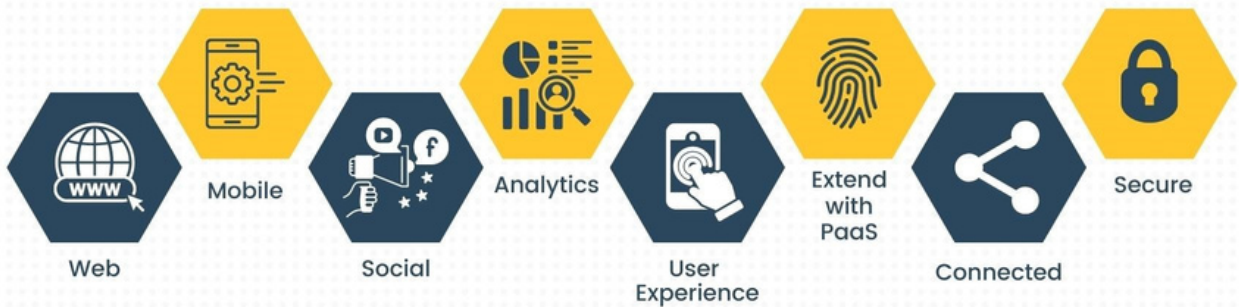 www
Web
Mobile
f
Social
Analytics
User
Experience
Extend
with
PaaS
Connected
Secure